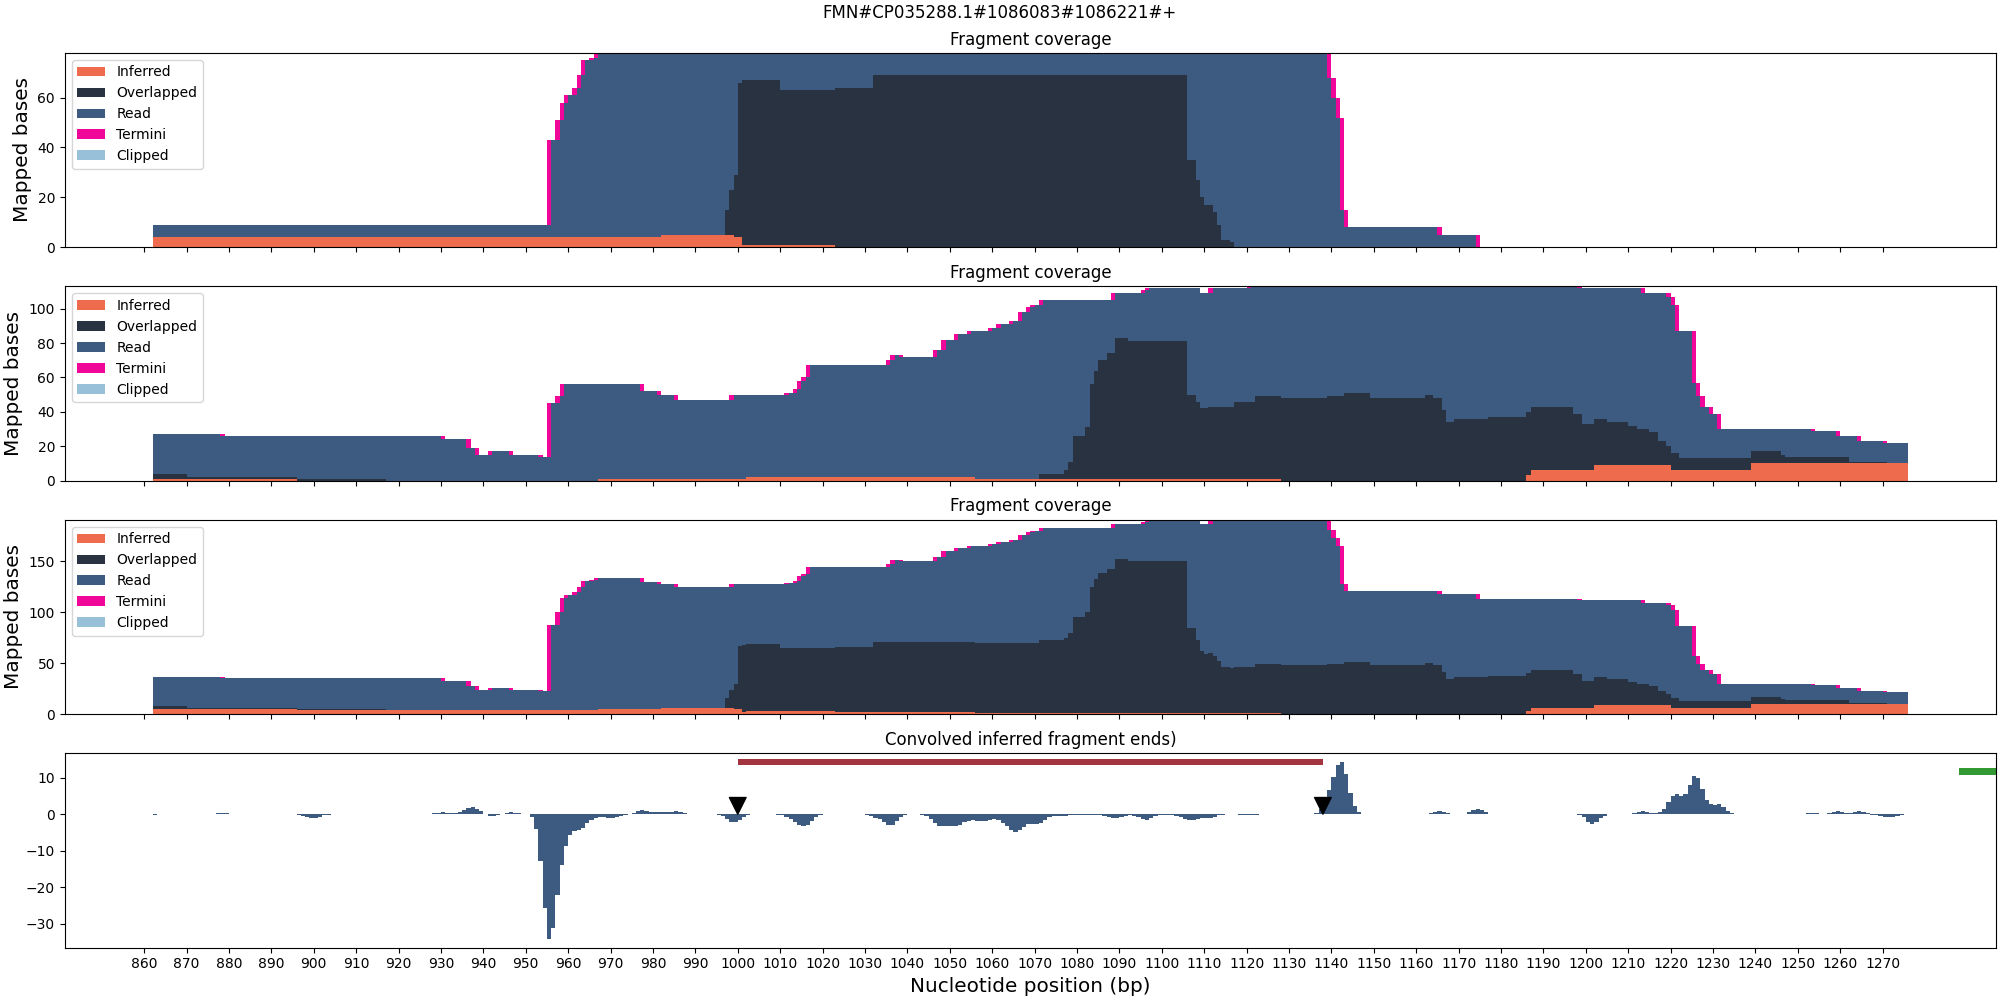 FMN#CP035288.1#1086083#1086221#+
Fragment coverage
Mapped bases
60
40
20
0
Inferred
Overlapped
Read
Termini
Clipped
Fragment coverage
Mapped bases
100
80
60
40
20
0
Inferred
Overlapped
Read
Termini
Clipped
Fragment coverage
Mapped bases
150
100
50
0
Inferred
Overlapped
Read
Termini
Clipped
Convolved inferred fragment ends)
10
0
−10
−20
−30
860 870 880 890 900 910 920 930 940 950 960 970 980 990 1000 1010 1020 1030 1040 1050 1060 1070 1080 1090 1100 1110 1120 1130 1140 1150 1160 1170 1180 1190 1200 1210 1220 1230 1240 1250 1260 1270
Nucleotide position (bp)